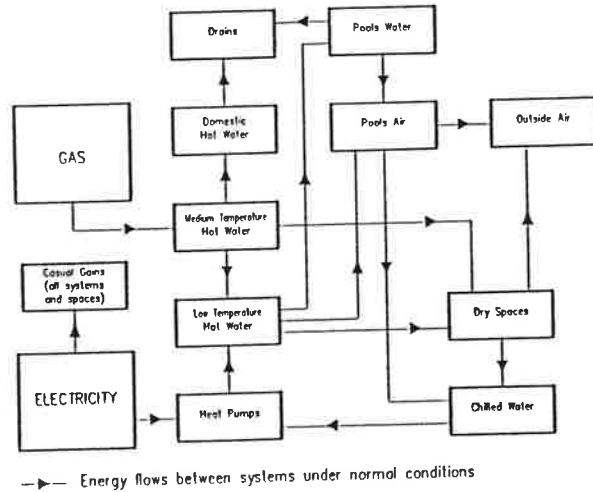 Drains
Pools Water
Domestic
Hot Water
Pools Air
Outside Air
GAS
Medium Temperature
Hot Water
Casual Gains
(all systems
and spaces)
Low Temperature
Hot Water
Dry Spaces
ELECTRICITY
Heat Pumps
Chilled Water
Energy flows between systems under normal conditions